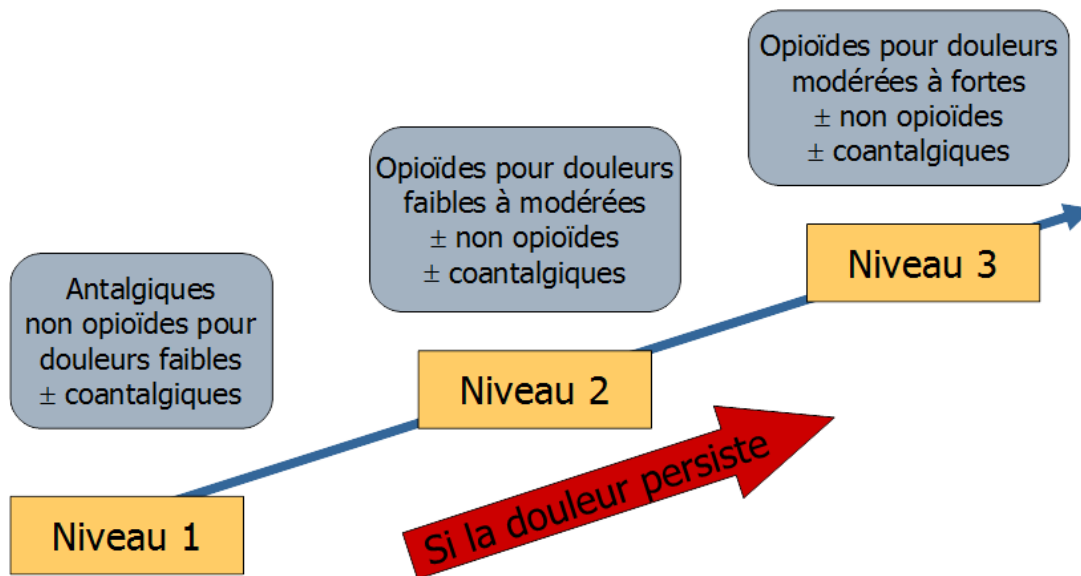 Opioïdes pour douleurs
modérées à fortes
± non opioïdes
± coantalgiques
Opioïdes pour douleurs
faibles à modérées
± non opioïdes
± coantalgiques
Niveau 3
Antalgiques
non opioïdes pour
douleurs faibles
± coantalgiques
Niveau 2
Si la douleur persiste
Niveau 1